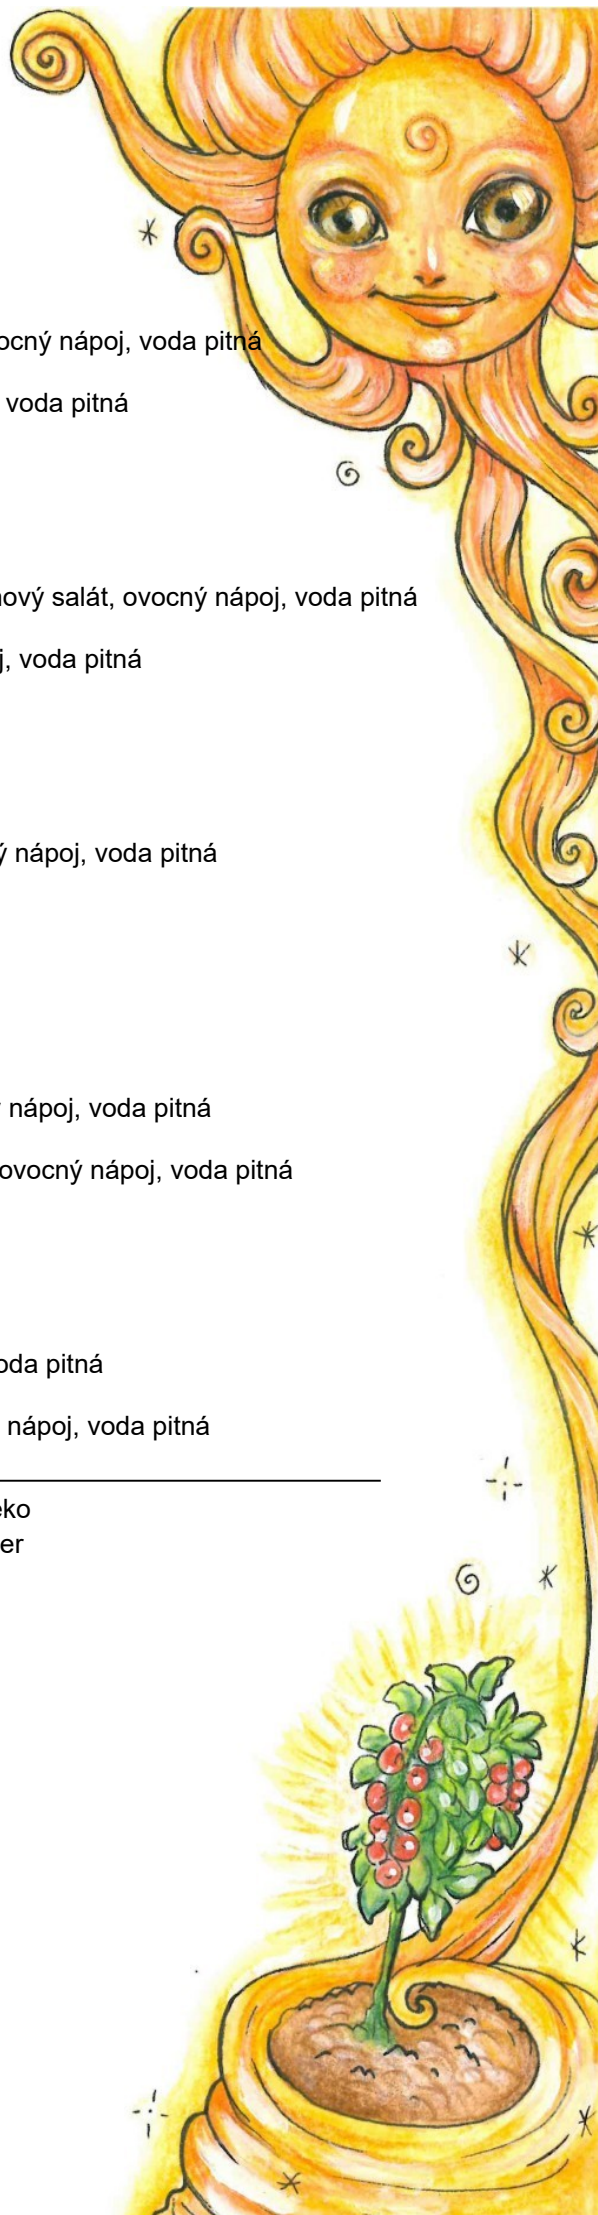 ocný nápoj, voda pitná
voda pitná
nový salát, ovocný nápoj, voda pitná
j, voda pitná
ý nápoj, voda pitná
nápoj, voda pitná
ovocný nápoj, voda pitná
oda pitná
nápoj, voda pitná
éko
er